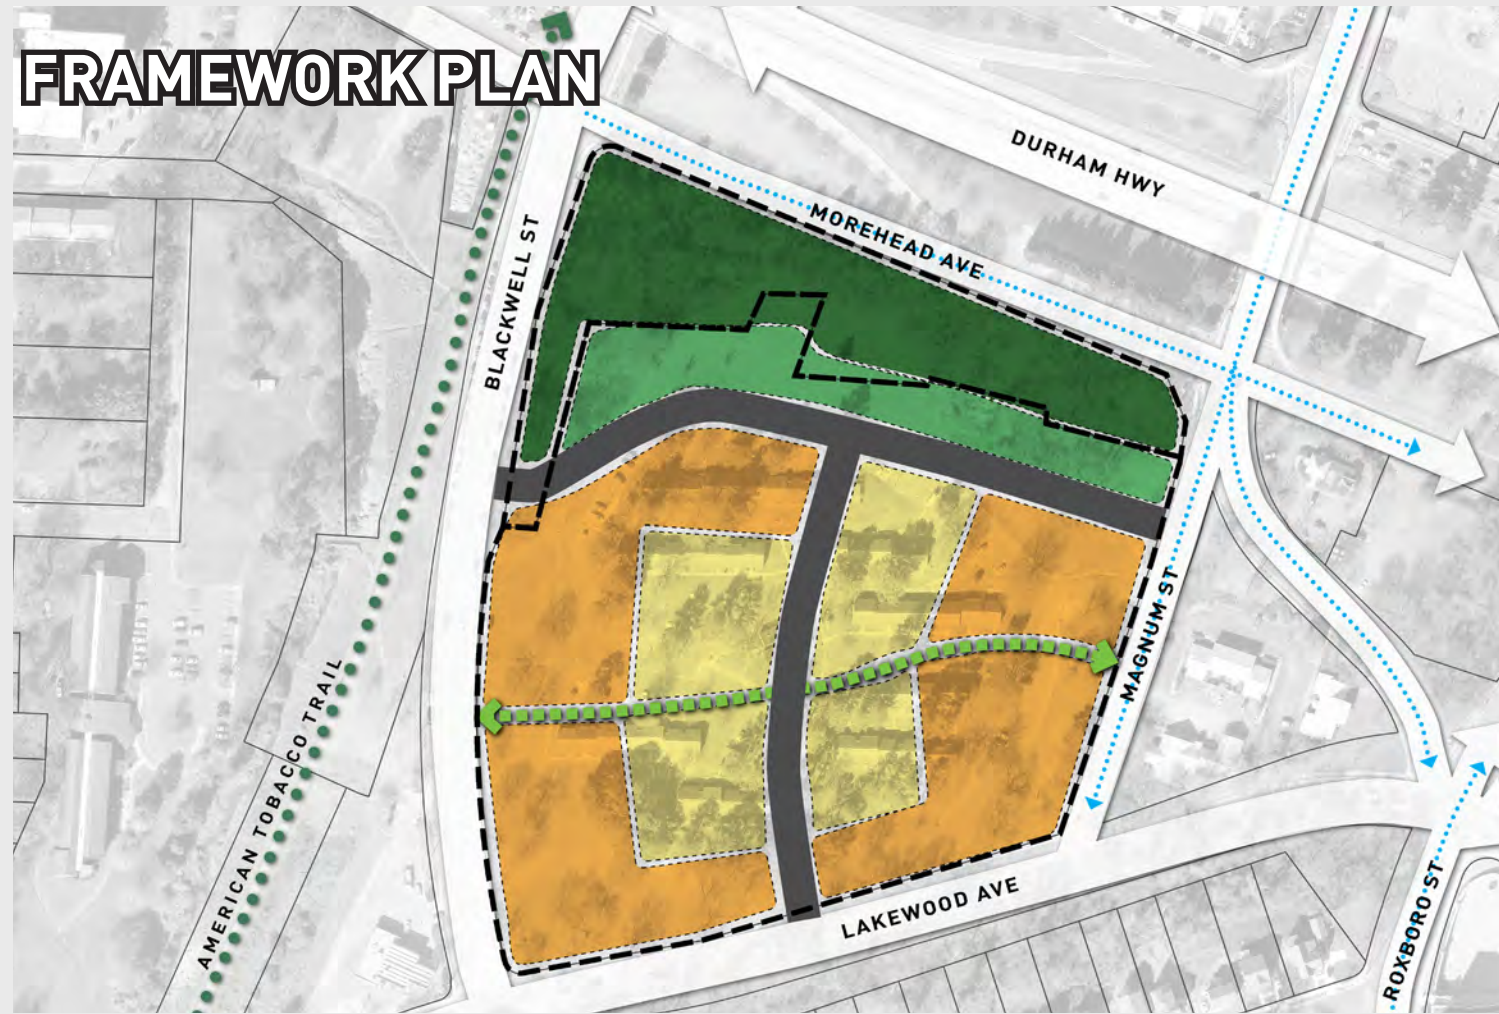 FRAMEWORK PLAN
DURHAM HWY
MOREHEAD AVE
BLACKWELL ST
MAGNUM ST
AMERICAN TOBACCO TRAIL
LAKEWOOD AVE
ROXBORO ST